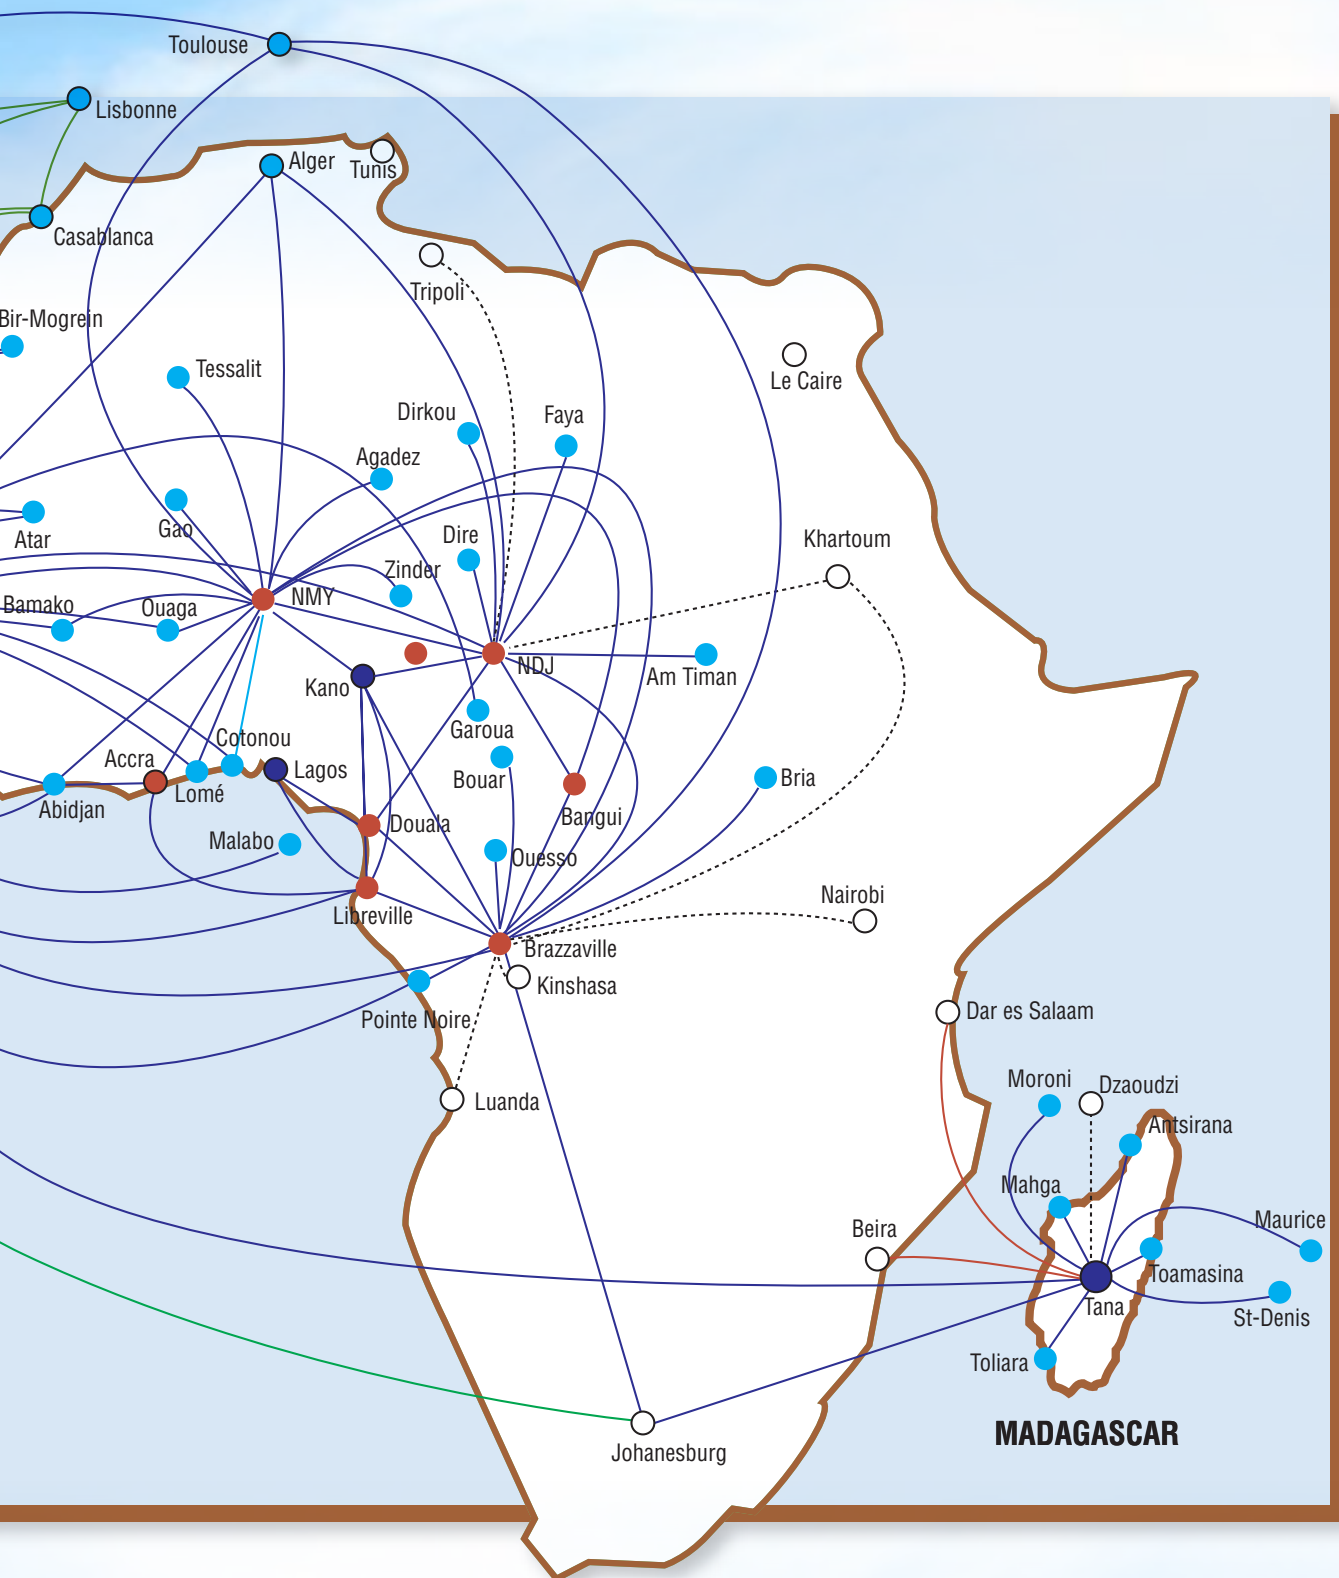 Toulouse
Lisbonne
Alger
Tunis
Casablanca
Tripoli
Bir-Mogrein
Le Caire
Tessalit
Dirkou
Faya
Agadez
Gao
Atar
Dire
Khartoum
Zinder
NMY
Bamako
Ouaga
NDJ
Am Timan
Kano
Garoua
Cotonou
Accra
Lagos
Bouar
Bria
Lomé
Abidjan
Bangui
Douala
Malabo
Ouesso
Nairobi
Libreville
Brazzaville
Kinshasa
Dar es Salaam
Pointe Noire
Moroni
Dzaoudzi
Luanda
Antsirana
Mahga
Maurice
Beira
Toamasina
Tana
St-Denis
Toliara
MADAGASCAR
Johanesburg